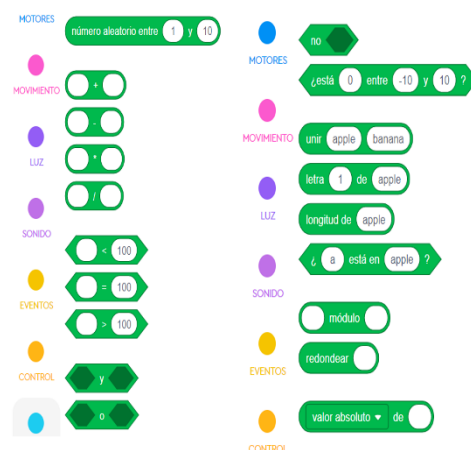 MOTORES
número aleatorio entre 1 y 10
MOVIMIENTO
+
-
LUZ
*
/
SONIDO
< 100
= 100
EVENTOS
> 100
CONTROL
y
o
no
MOTORES
¿está 0 entre -10 y 10 ?
MOVIMIENTO
unir apple banana
letra 1 de apple
LUZ
longitud de apple
¿ a está en apple ?
SONIDO
módulo
redondear
EVENTOS
valor absoluto de
CONTROL